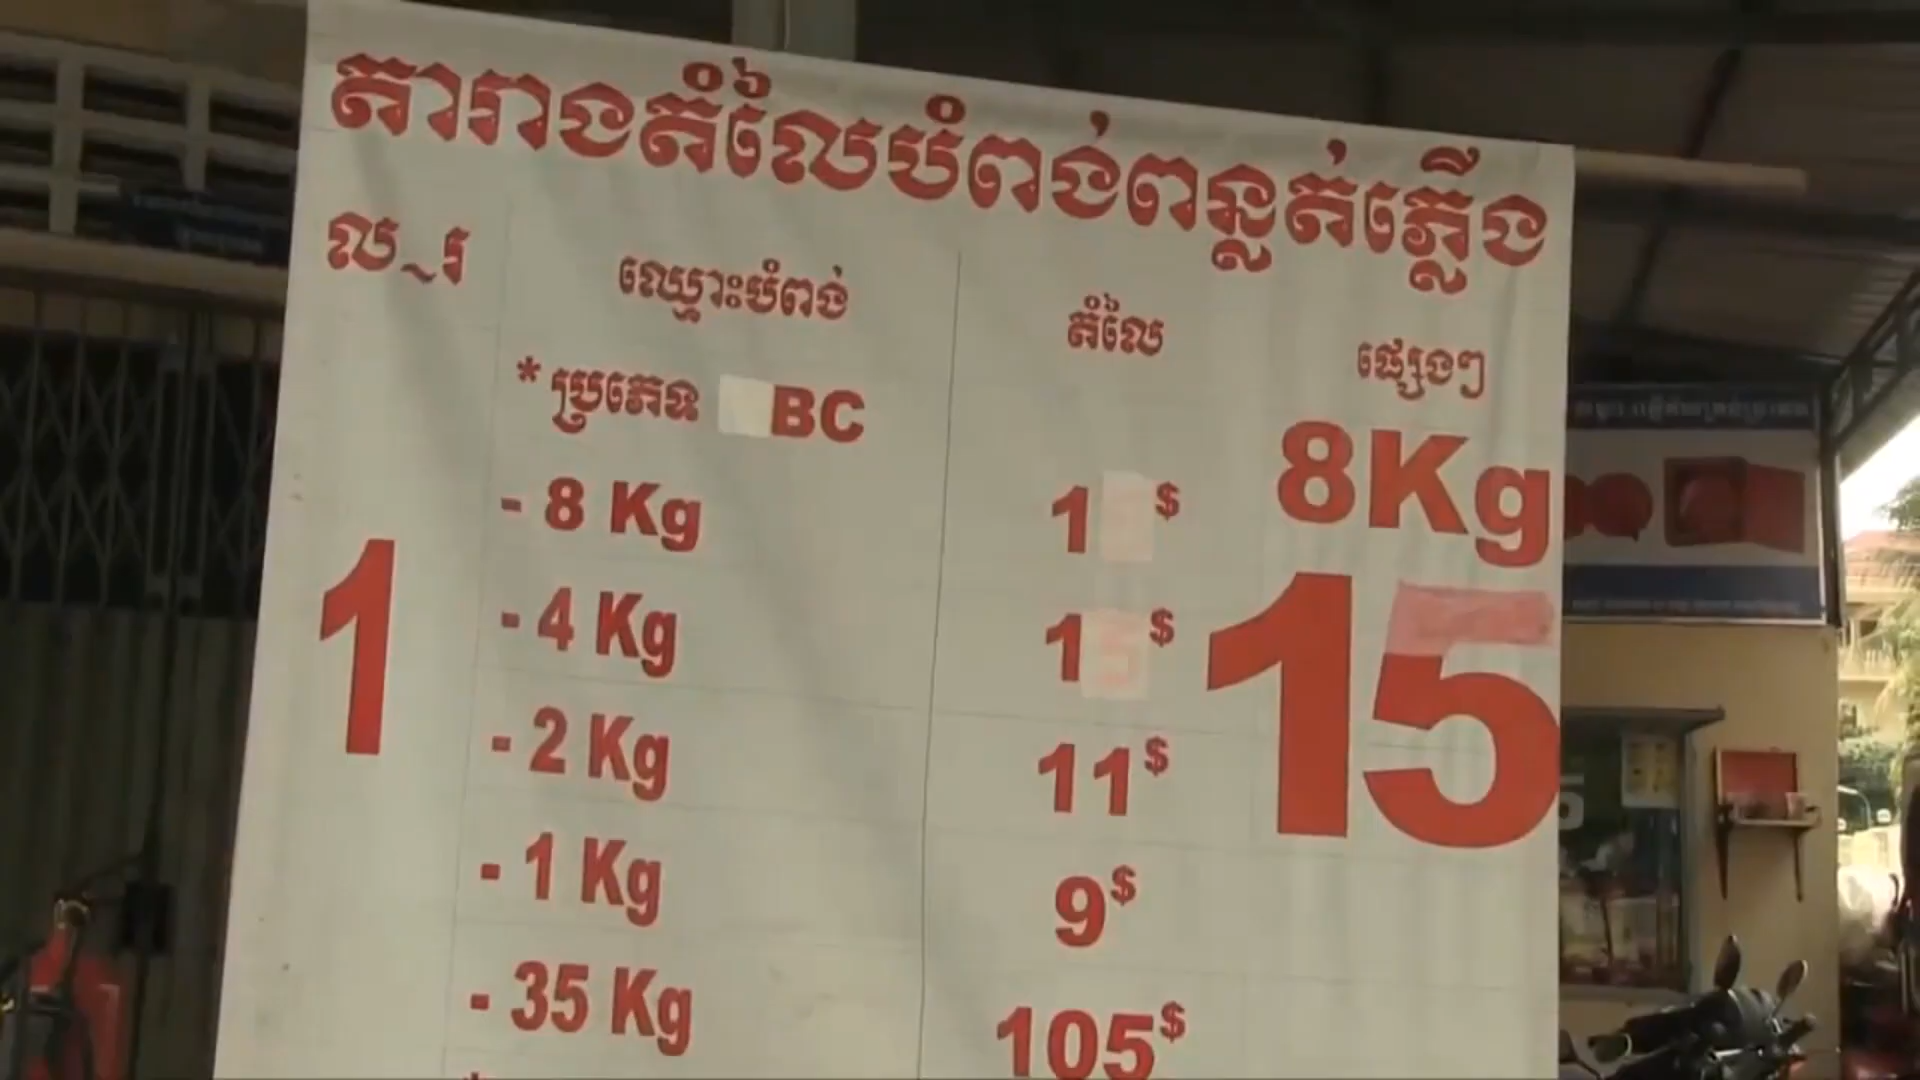 តារាងតំលៃបំពង់ពន្លត់ភ្លើង
ល_រ ឈ្មោះបំពង់ តំលៃ ផ្សេងៗ
* ប្រភេទ BC
- 8 Kg 1 $ 8Kg
- 4 Kg 15 $ 15
1
- 2 Kg 11$
- 1 Kg 9$
- 35 Kg 105$